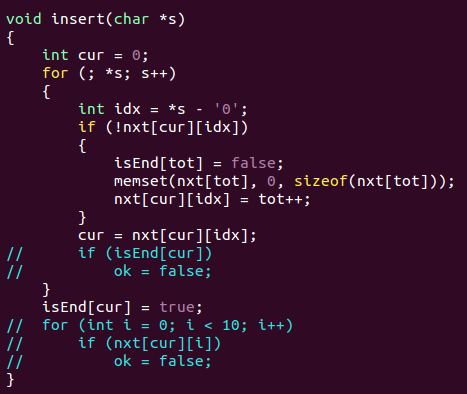 void insert(char *s)
{
    int cur = 0;
    for (; *s; s++)
    {
        int idx = *s - '0';
        if (!nxt[cur][idx])
        {
            isEnd[tot] = false;
            memset(nxt[tot], 0, sizeof(nxt[tot]));
            nxt[cur][idx] = tot++;
        }
        cur = nxt[cur][idx];
//      if (isEnd[cur])
//          ok = false;
    }
    isEnd[cur] = true;
//  for (int i = 0; i < 10; i++)
//      if (nxt[cur][i])
//          ok = false;
}